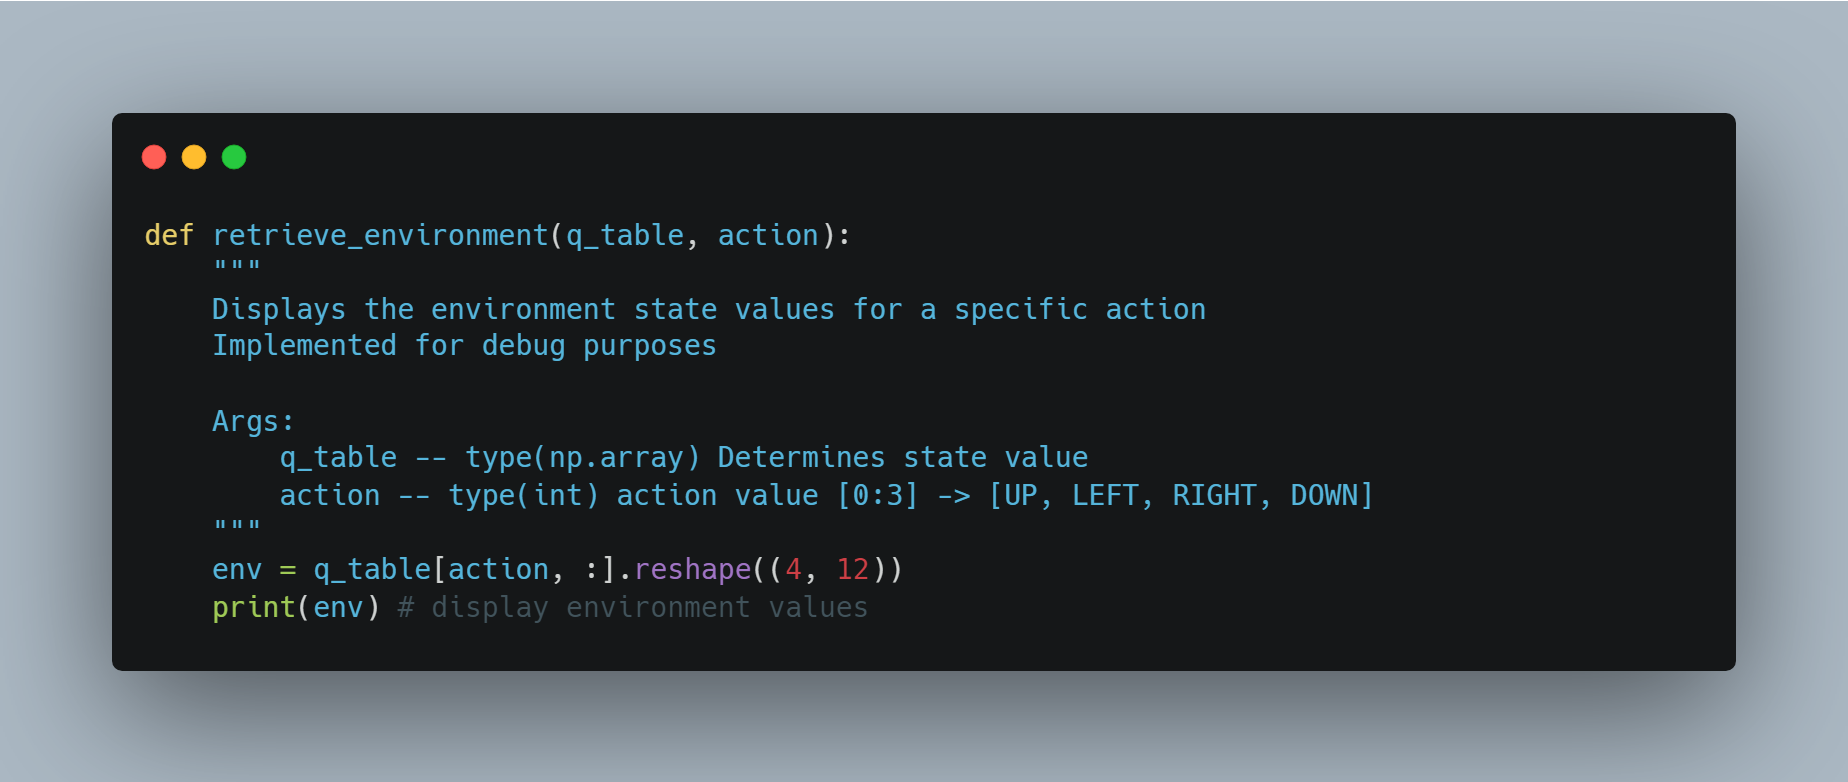 def retrieve_environment(q_table, action):
    """
    Displays the environment state values for a specific action
    Implemented for debug purposes

    Args:
        q_table -- type(np.array) Determines state value
        action -- type(int) action value [0:3] -> [UP, LEFT, RIGHT, DOWN]
    """
    env = q_table[action, :].reshape((4, 12))
    print(env) # display environment values